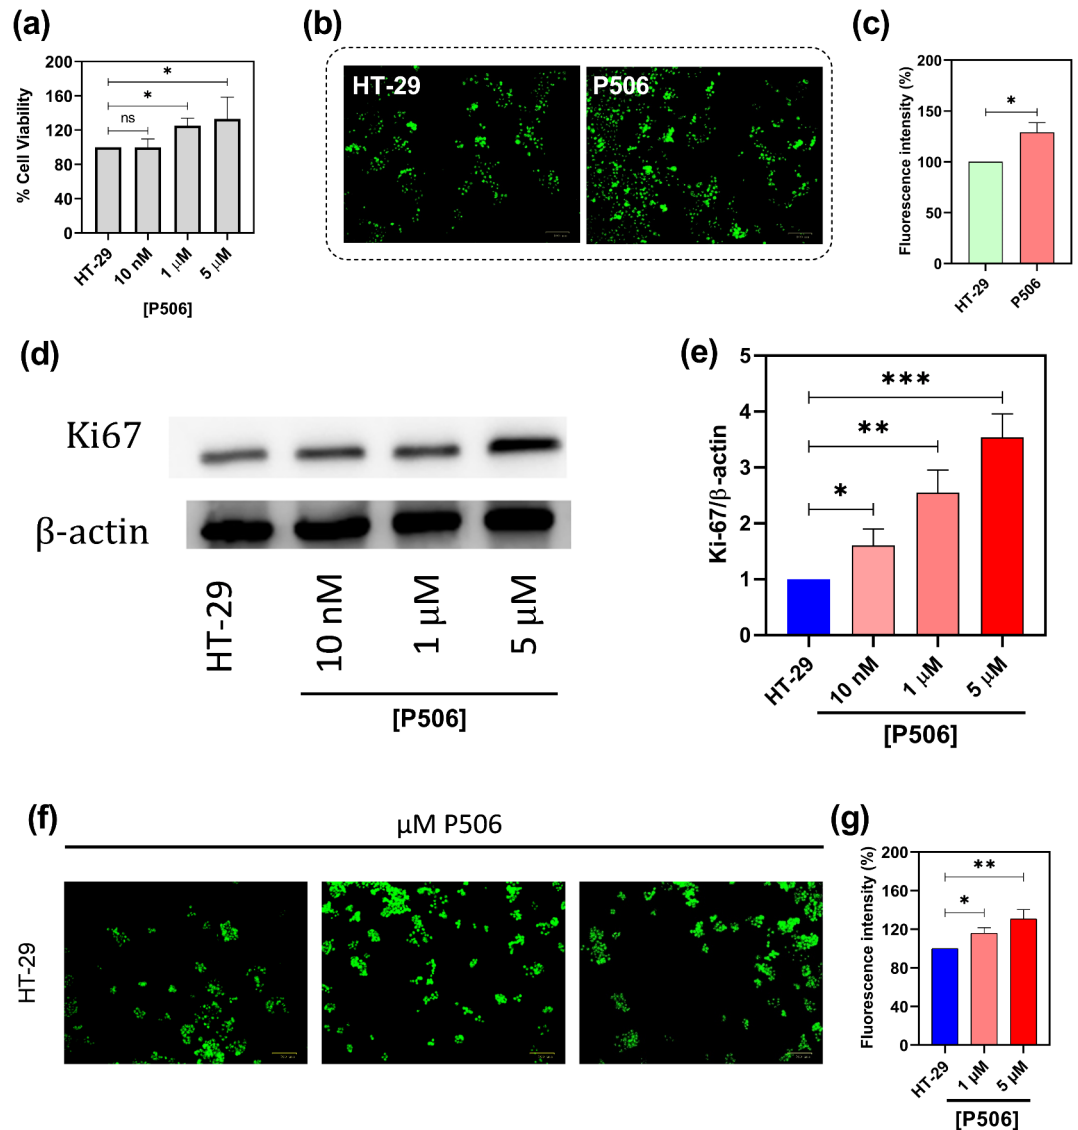 (a)
200
160
120
80
40
0
% Cell Viability
*
*
ns
HT-29
10 nM
1 μM
5 μM
[P506]
(b)
HT-29
P506
(c)
200
150
100
50
0
Fluorescence intensity (%)
*
HT-29
P506
(d)
Ki67
β-actin
HT-29
10 nM
1 μM
5 μM
[P506]
(e)
5
4
3
2
1
0
Ki-67/β-actin
***
**
*
HT-29
10 nM
1 μM
5 μM
[P506]
(f)
μM P506
HT-29
(g)
200
160
120
80
40
0
Fluorescence intensity (%)
**
*
HT-29
1 μM
5 μM
[P506]